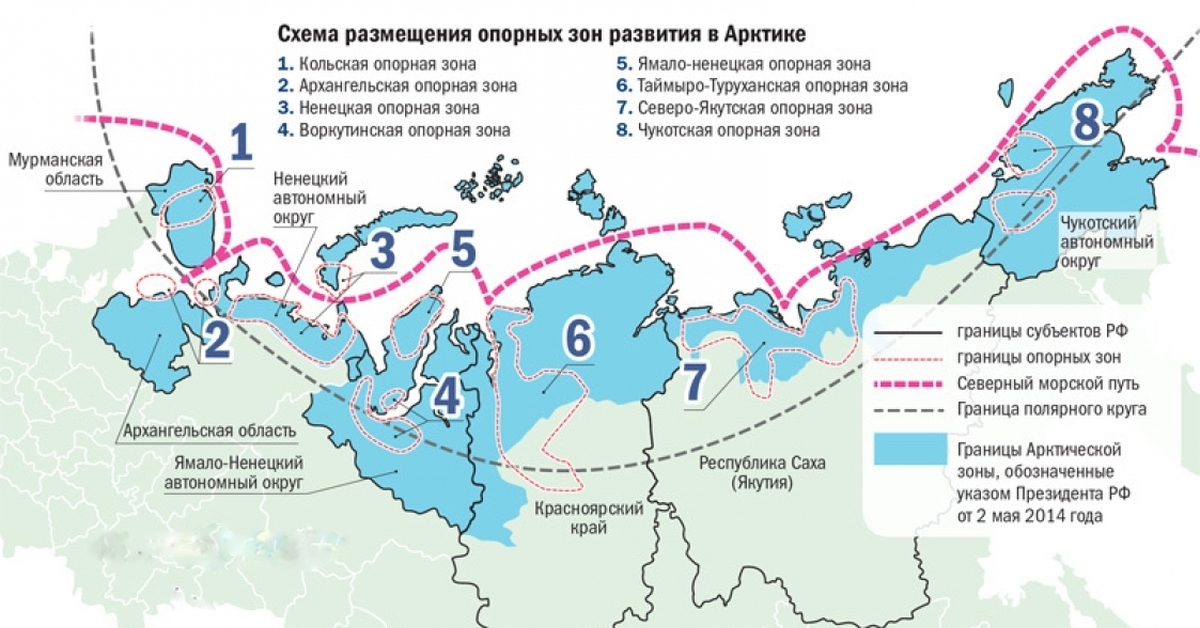 Схема размещения опорных зон развития в Арктике
1. Кольская опорная зона
2. Архангельская опорная зона
3. Ненецкая опорная зона
4. Воркутинская опорная зона
5. Ямало-ненецкая опорная зона
6. Таймыро-Туруханская опорная зона
7. Северо-Якутская опорная зона
8. Чукотская опорная зона
Мурманская
область
1
Ненецкий
автономный
округ
3
5
8
Чукотский
автономный
округ
2
6
7
4
Архангельская область
Ямало-Ненецкий
автономный округ
Красноярский
край
Республика Саха
(Якутия)
границы субъектов РФ
границы опорных зон
Северный морской путь
Граница полярного круга
Границы Арктической
зоны, обозначенные
указом Президента РФ
от 2 мая 2014 года